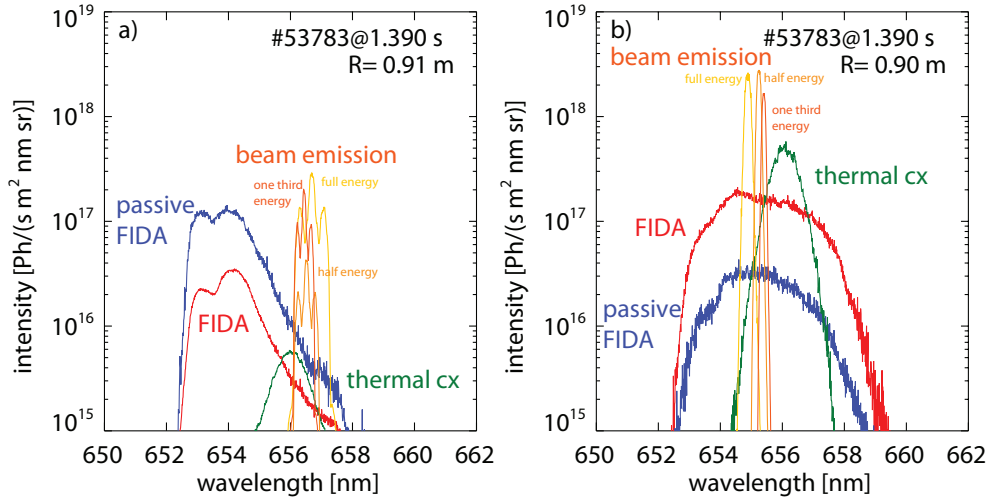 a)
#53783@1.390 s
R= 0.91 m
beam emission
one third
energy
full energy
half energy
passive
FIDA
FIDA
thermal cx
intensity [Ph/(s m² nm sr)]
10¹⁹
10¹⁸
10¹⁷
10¹⁶
10¹⁵
650 652 654 656 658 660 662
wavelength [nm]
b)
#53783@1.390 s
R= 0.90 m
beam emission
full energy
half energy
one third
energy
thermal cx
FIDA
passive
FIDA
intensity [Ph/(s m² nm sr)]
10¹⁹
10¹⁸
10¹⁷
10¹⁶
10¹⁵
650 652 654 656 658 660 662
wavelength [nm]